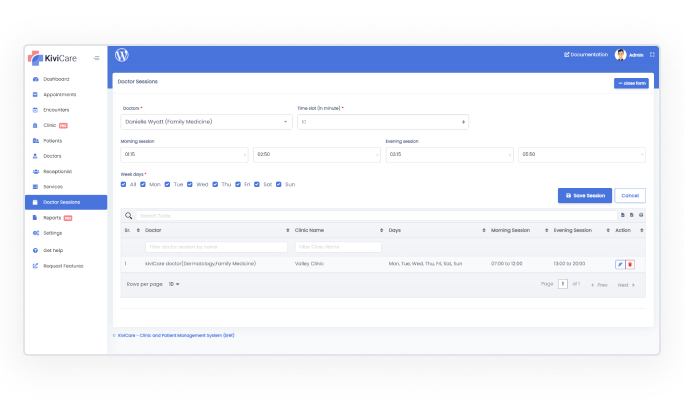 KiviCare
Documentation
Admin
Dashboard
Appointments
Encounters
Clinic PRO
Patients
Doctors
Receptionist
Services
Doctor Sessions
Reports PRO
Settings
Get help
Request Features
Doctor Sessions
— close form
Doctors *
Time slot (in minute) *
Danielle Wyatt (Family Medicine)
10
Morning session
Evening session
01:15
02:50
03:15
05:50
Week days *
All Mon Tue Wed Thu Fri Sat Sun
Save Session
Cancel
Search Table
Sr. Doctor Clinic Name Days Morning Session Evening Session Action
Filter doctor session by name
Filter Clinic Name
1 kiviCare doctor(Dermatology,Family Medicine) Valley Clinic Mon, Tue, Wed, Thu, Fri, Sat, Sun 07:00 to 12:00 13:00 to 20:00
Rows per page: 10
Page 1 of 1 Prev Next
© KiviCare - Clinic and Patient Management System (EHR)